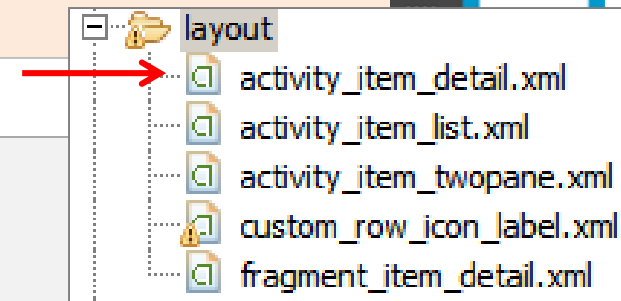 layout
activity_item_detail.xml
activity_item_list.xml
activity_item_twopane.xml
custom_row_icon_label.xml
fragment_item_detail.xml